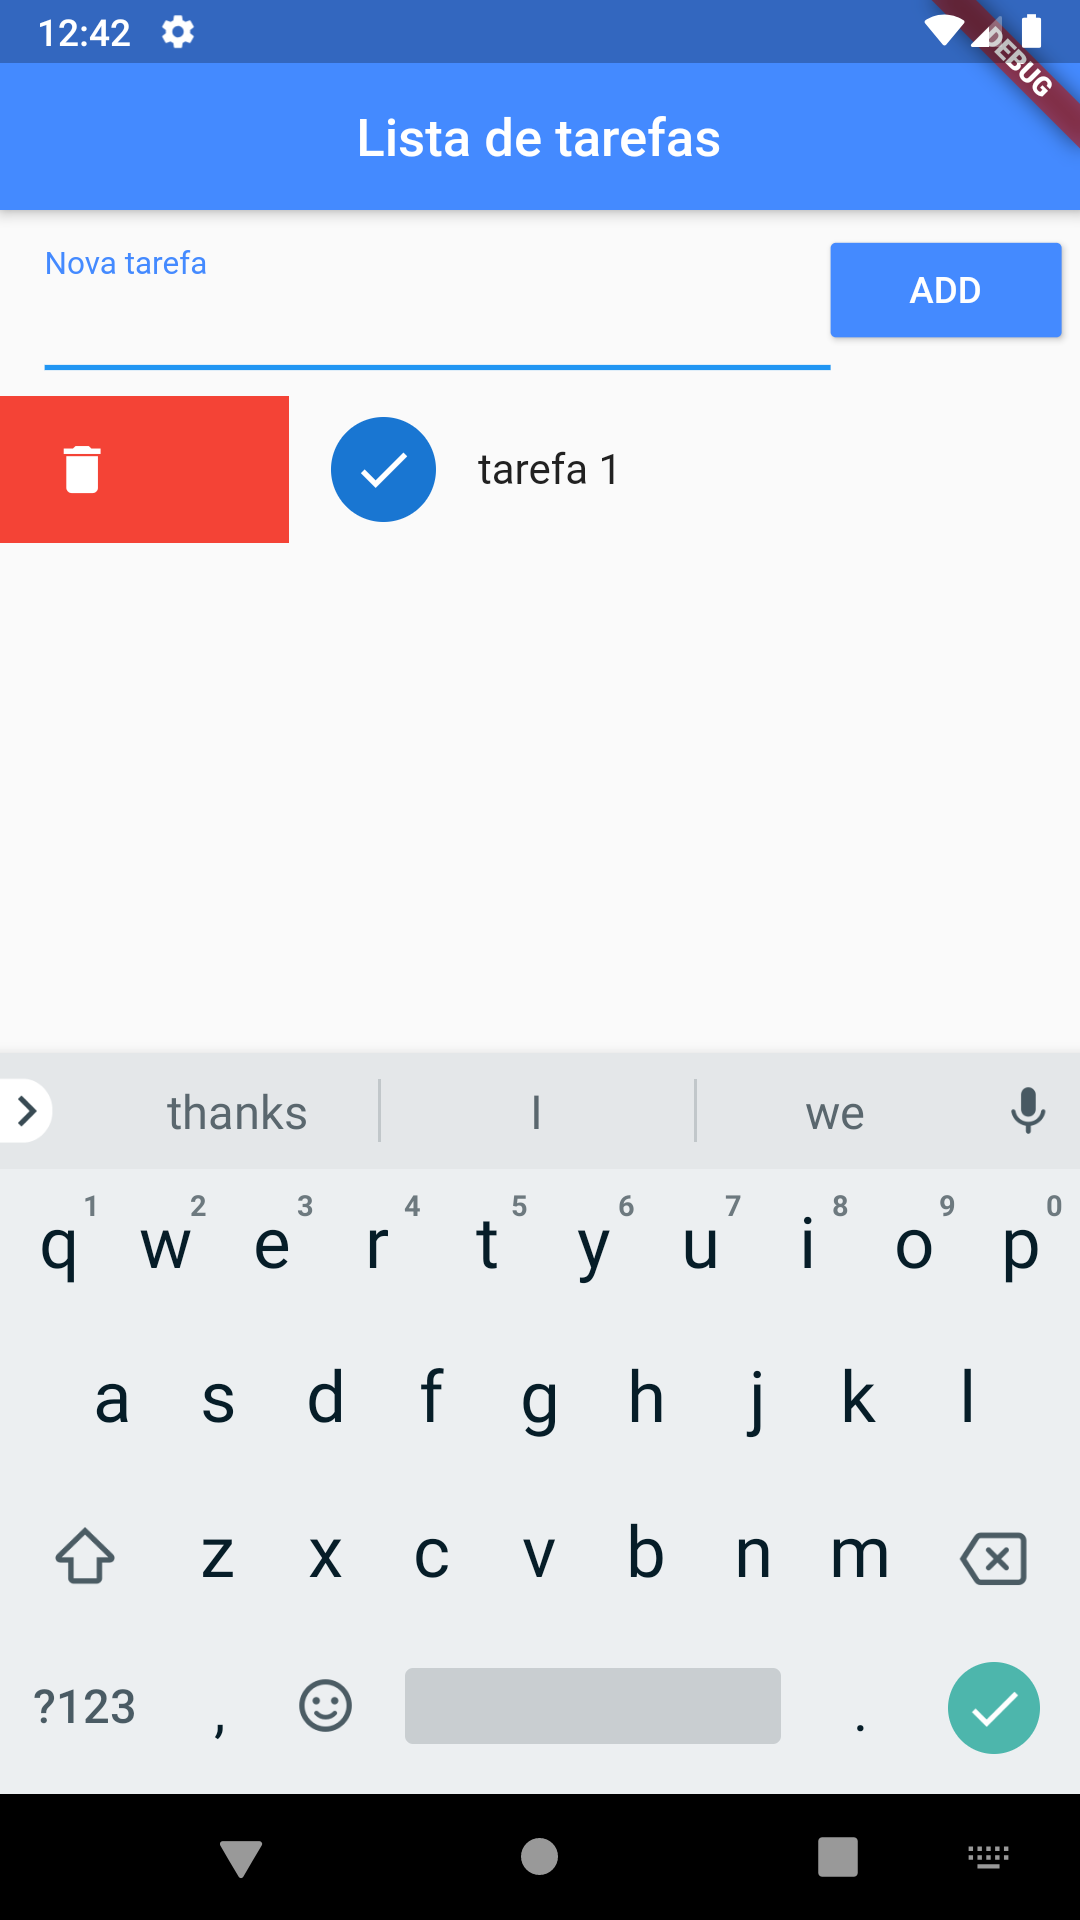 12:42
DEBUG
Lista de tarefas
Nova tarefa
ADD
tarefa 1
thanks I we
1 2 3 4 5 6 7 8 9 0
q w e r t y u i o p
a s d f g h j k l
z x c v b n m
?123 , .